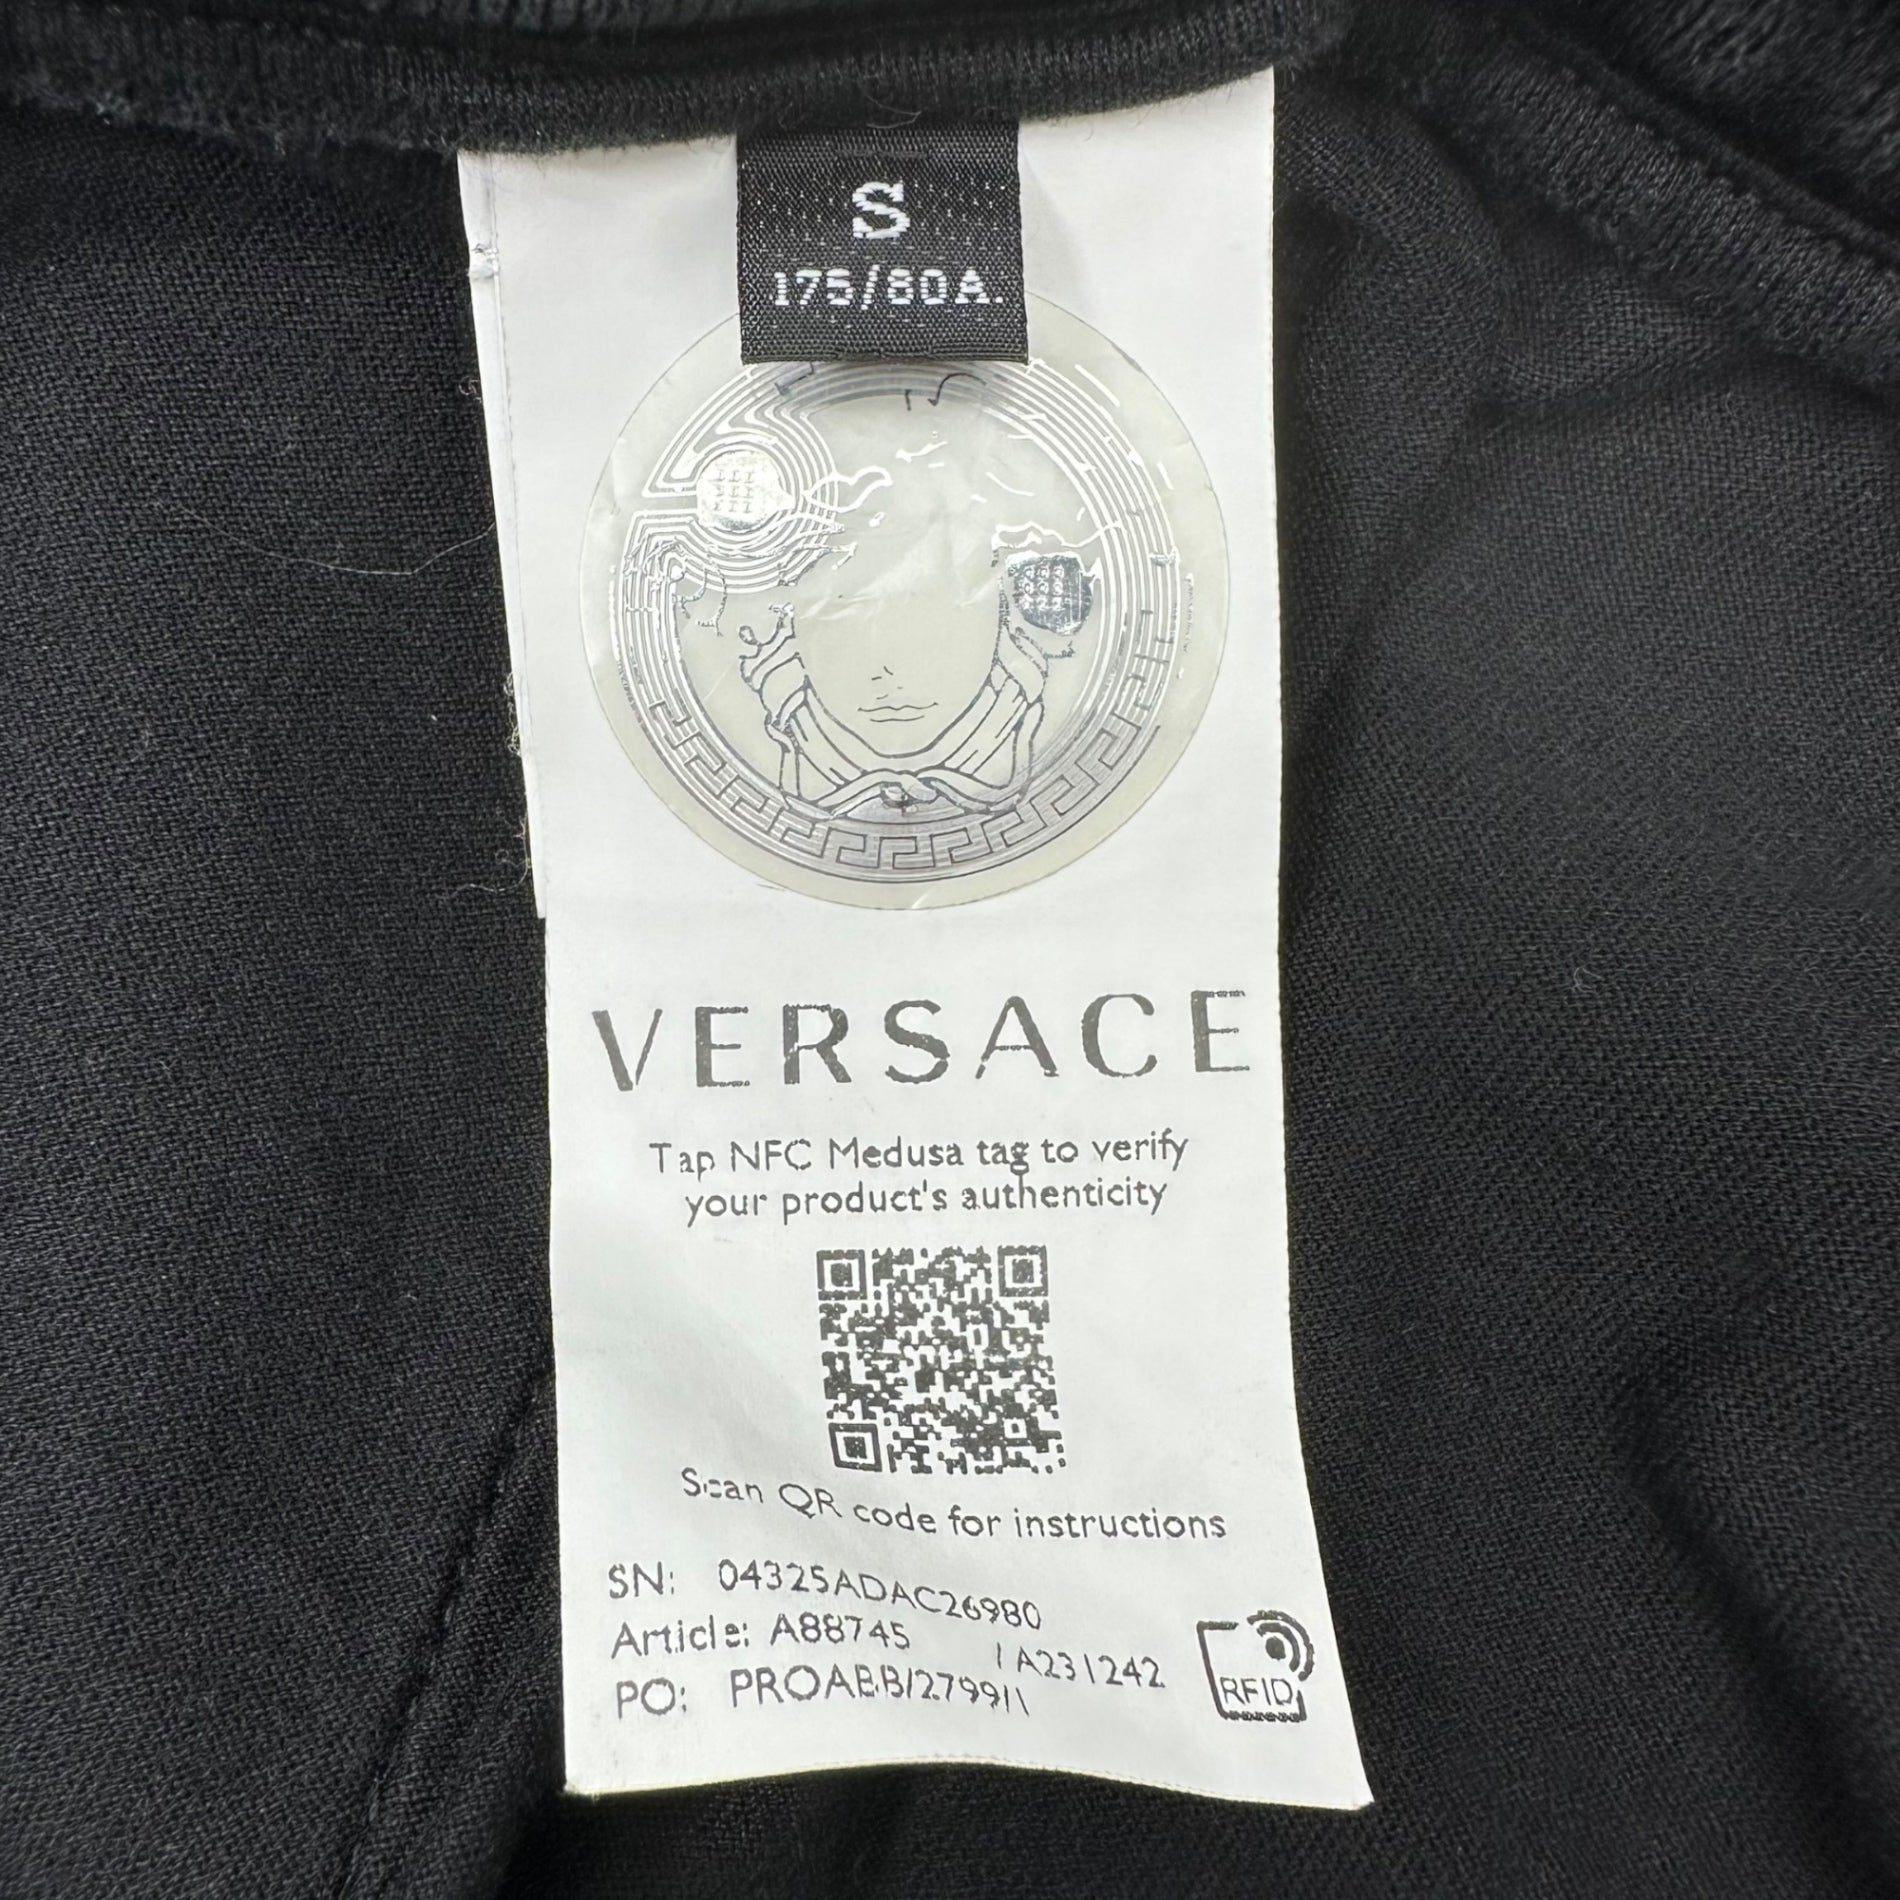 S
175/80A.
VERSACE
Tap NFC Medusa tag to verify
your product's authenticity
Scan QR code for instructions
SN: 04325ADAC26980
Article: A88745 1A231242
PO: PROABB/27991\
RFID